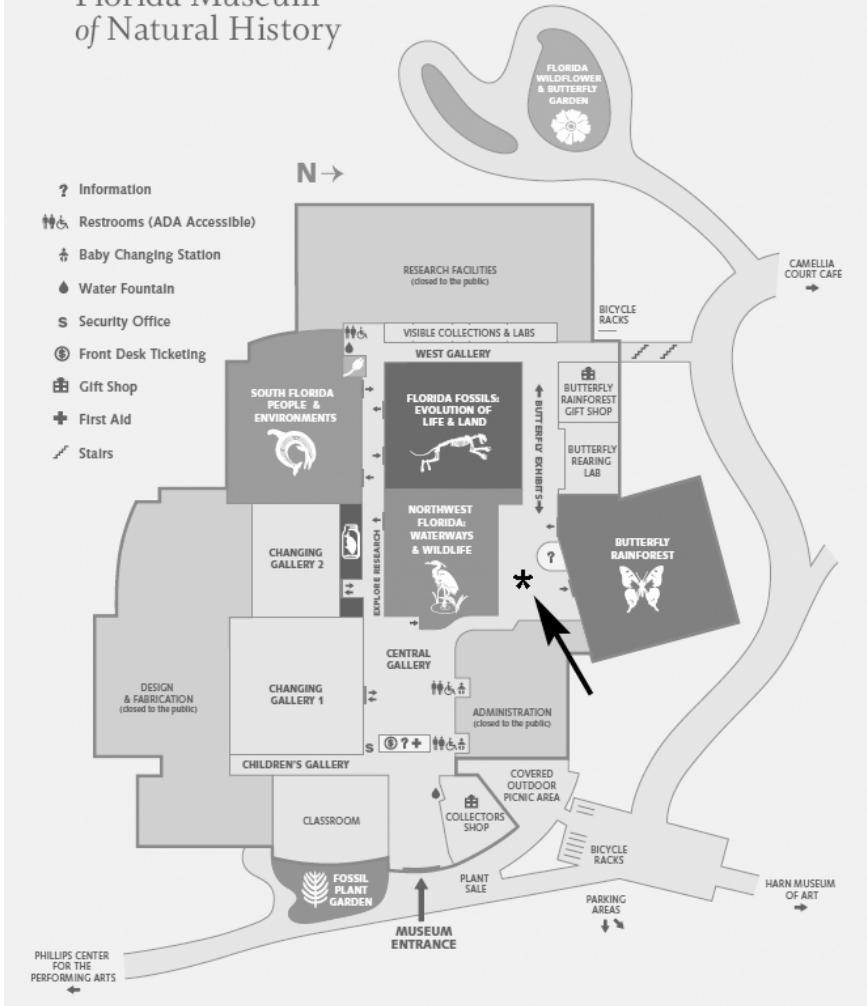 Florida Museum
of Natural History
FLORIDA
WILDFLOWER
& BUTTERFLY
GARDEN
N →
? Information
Restrooms (ADA Accessible)
Baby Changing Station
Water Fountain
S Security Office
$ Front Desk Ticketing
Gift Shop
+ First Aid
Stairs
RESEARCH FACILITIES
(closed to the public)
CAMELLIA
COURT CAFÉ
BICYCLE
RACKS
VISIBLE COLLECTIONS & LABS
WEST GALLERY
SOUTH FLORIDA
PEOPLE &
ENVIRONMENTS
FLORIDA FOSSILS:
EVOLUTION OF
LIFE & LAND
BUTTERFLY EXHIBITS
BUTTERFLY
RAINFOREST
GIFT SHOP
BUTTERFLY
REARING
LAB
NORTHWEST
FLORIDA:
WATERWAYS
& WILDLIFE
BUTTERFLY
RAINFOREST
CHANGING
GALLERY 2
EXPLORE RESEARCH
?
*
CENTRAL
GALLERY
DESIGN
& FABRICATION
(closed to the public)
CHANGING
GALLERY 1
ADMINISTRATION
(closed to the public)
S
$ ? +
CHILDREN'S GALLERY
COVERED
OUTDOOR
PICNIC AREA
CLASSROOM
COLLECTORS
SHOP
BICYCLE
RACKS
FOSSIL
PLANT
GARDEN
PLANT
SALE
HARN MUSEUM
OF ART
PARKING
AREAS
MUSEUM
ENTRANCE
PHILLIPS CENTER
FOR THE
PERFORMING ARTS